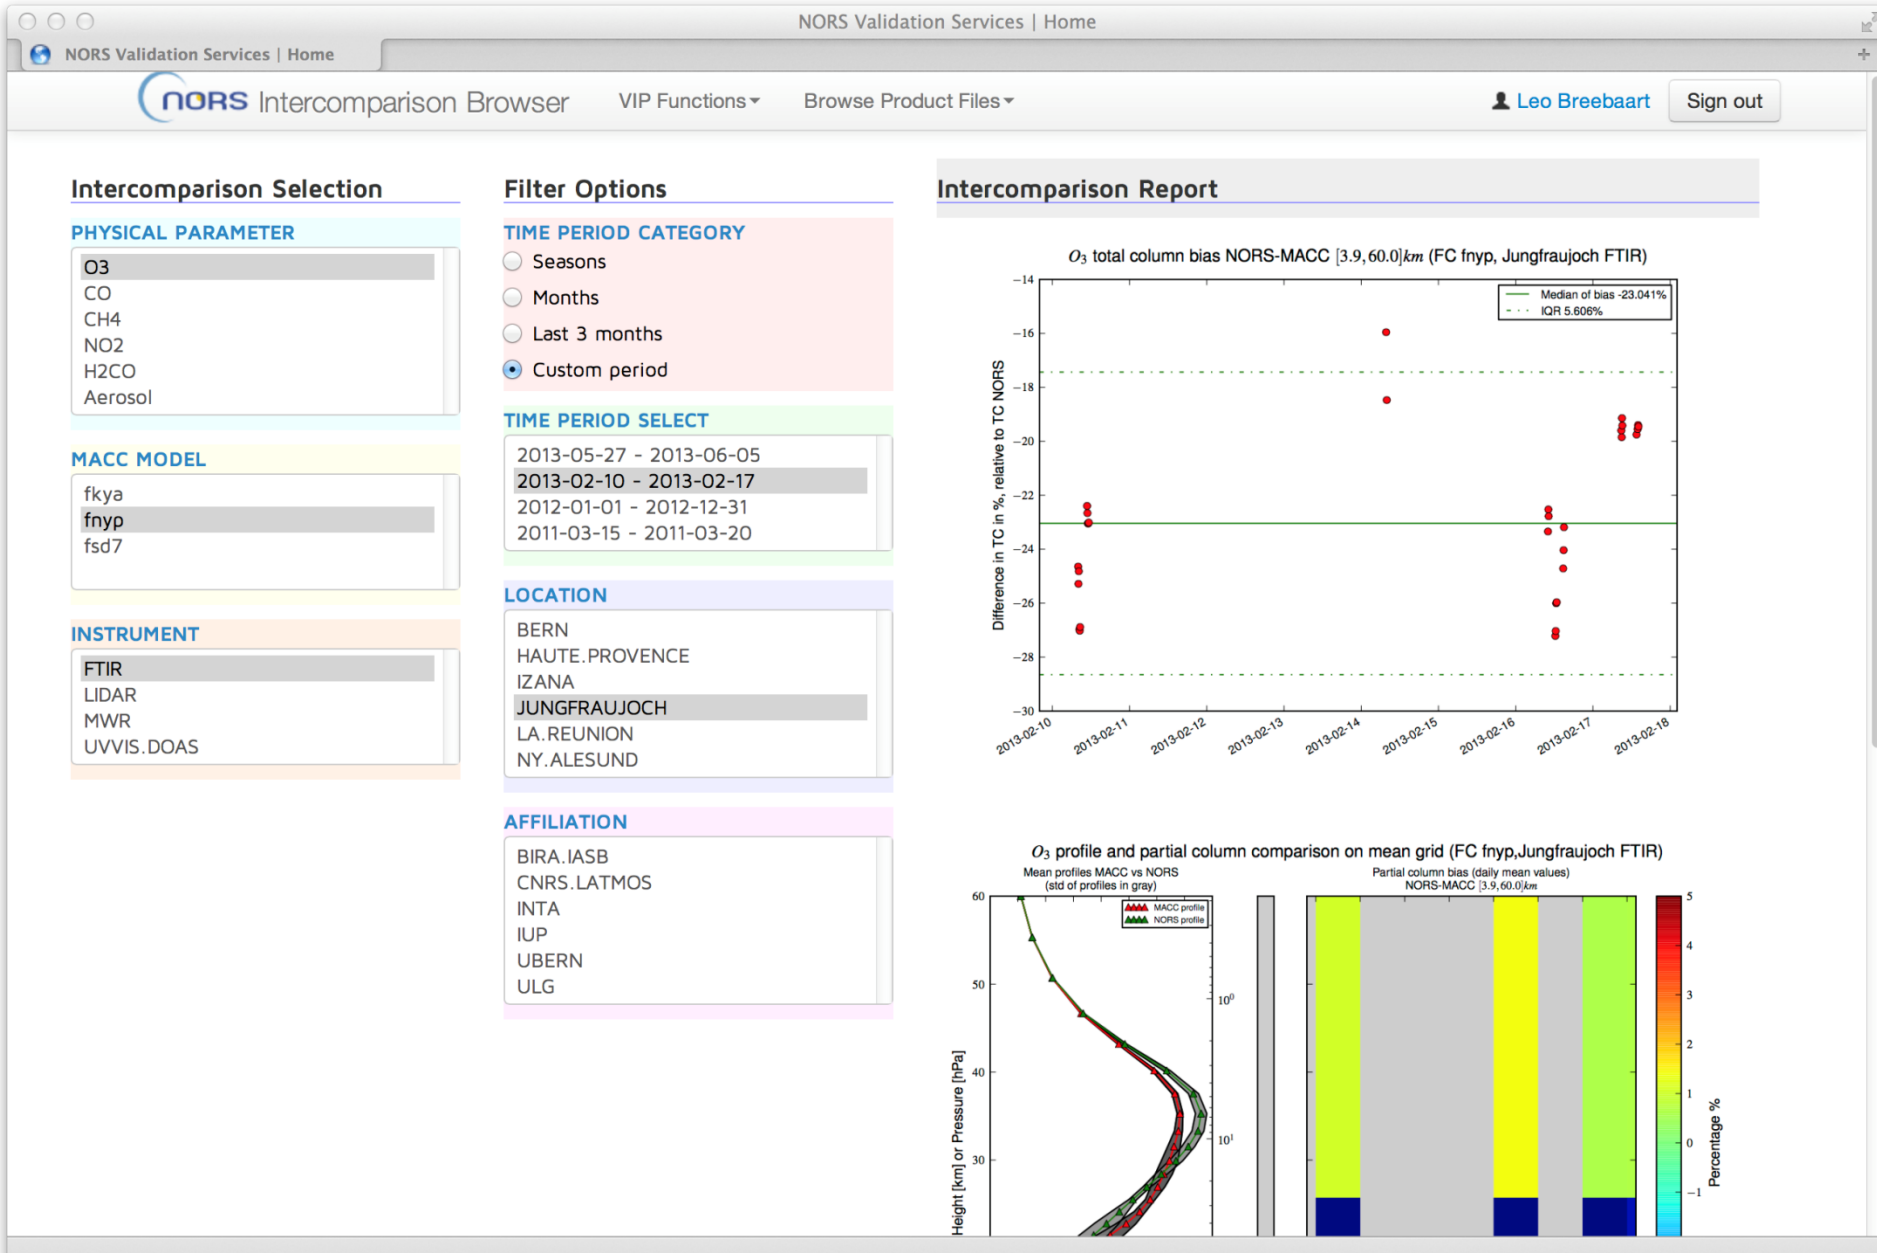 NORS Validation Services | Home
NORS Validation Services | Home
NORS Intercomparison Browser
VIP Functions
Browse Product Files
Leo Breebaart
Sign out
Intercomparison Selection
PHYSICAL PARAMETER
O3
CO
CH4
NO2
H2CO
Aerosol
MACC MODEL
fkya
fnyp
fsd7
INSTRUMENT
FTIR
LIDAR
MWR
UVVIS.DOAS
Filter Options
TIME PERIOD CATEGORY
Seasons
Months
Last 3 months
Custom period
TIME PERIOD SELECT
2013-05-27 - 2013-06-05
2013-02-10 - 2013-02-17
2012-01-01 - 2012-12-31
2011-03-15 - 2011-03-20
LOCATION
BERN
HAUTE.PROVENCE
IZANA
JUNGFRAUJOCH
LA.REUNION
NY.ALESUND
AFFILIATION
BIRA.IASB
CNRS.LATMOS
INTA
IUP
UBERN
ULG
Intercomparison Report
O₃ total column bias NORS-MACC [3.9,60.0]km (FC fnyp, Jungfraujoch FTIR)
Median of bias -23.041%
IQR 5.606%
Difference in TC in %, relative to TC NORS
−14
−16
−18
−20
−22
−24
−26
−28
−30
2013-02-10
2013-02-11
2013-02-12
2013-02-13
2013-02-14
2013-02-15
2013-02-16
2013-02-17
2013-02-18
O₃ profile and partial column comparison on mean grid (FC fnyp,Jungfraujoch FTIR)
Mean profiles MACC vs NORS
(std of profiles in gray)
MACC profile
NORS profile
Height [km] or Pressure [hPa]
60
50
40
30
10⁰
10¹
Partial column bias (daily mean values)
NORS-MACC [3.9,60.0]km
5
4
3
2
1
0
−1
Percentage %